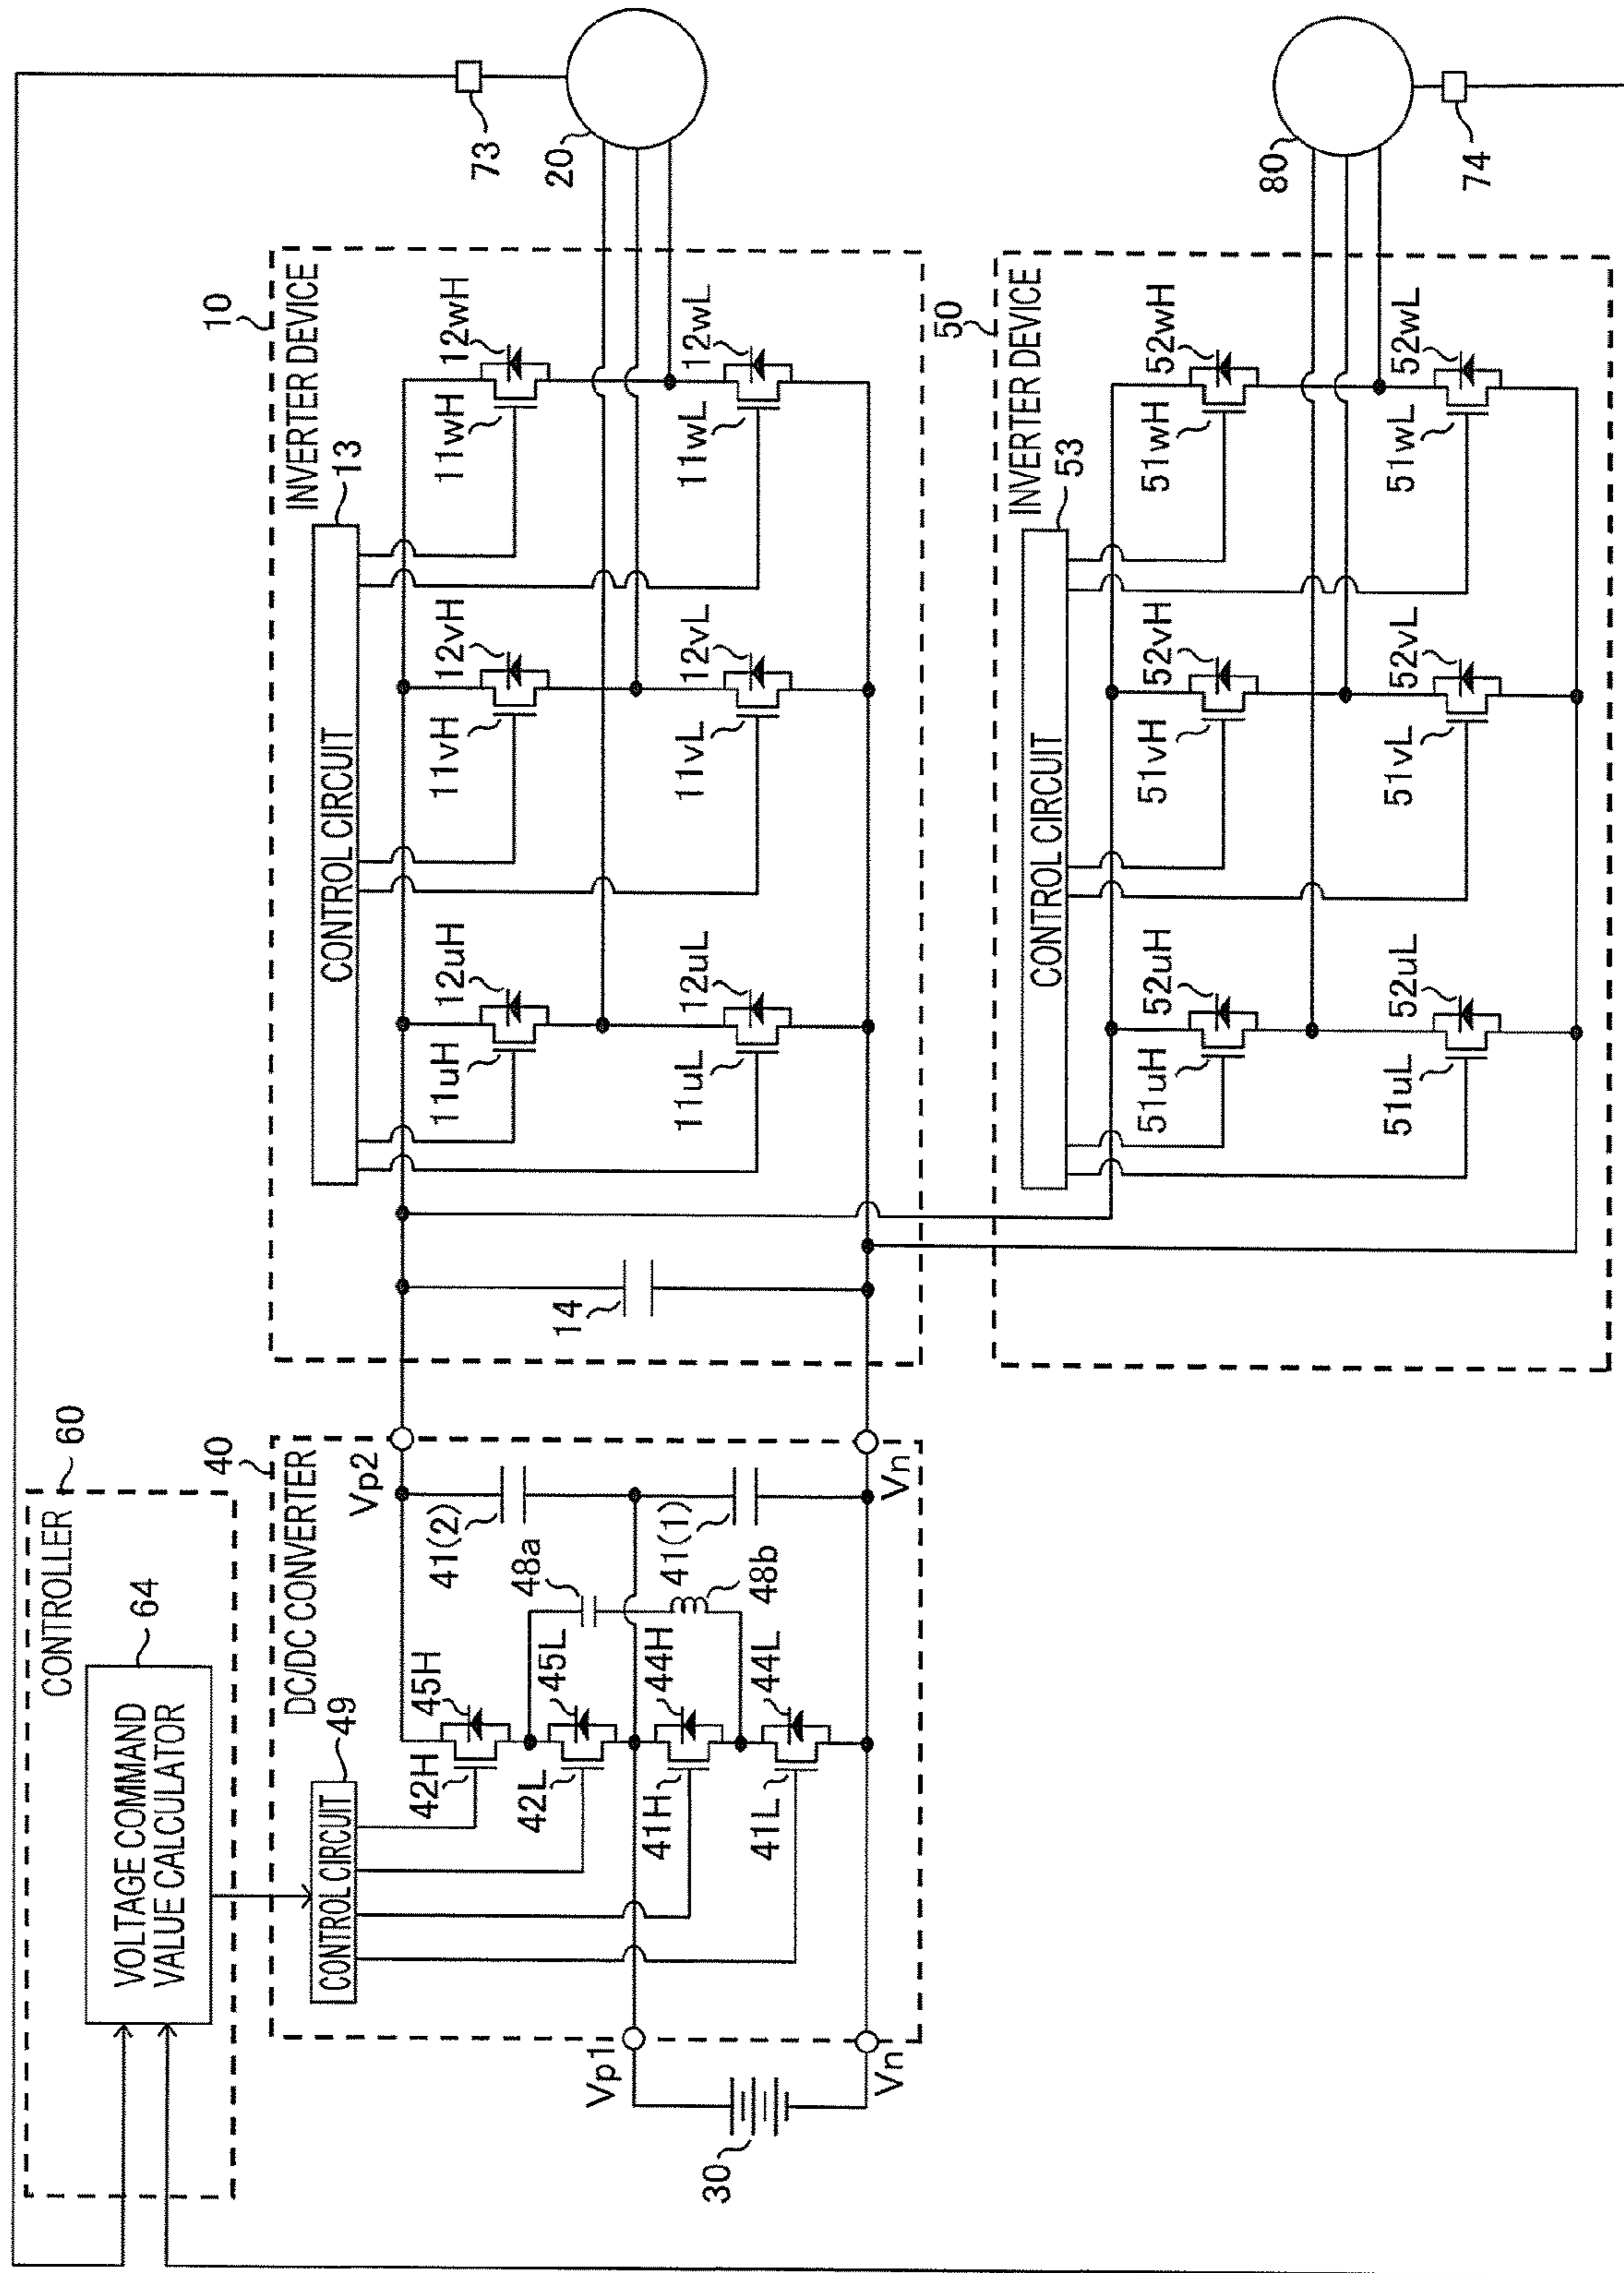 CONTROLLER
60
VOLTAGE COMMAND
VALUE CALCULATOR
64
DC/DC CONVERTER
40
CONTROL CIRCUIT
49
42H
45H
42L
45L
41H
44H
41L
44L
48a
48b
41(2)
41(1)
Vp1
Vn
Vp2
Vn
30
INVERTER DEVICE
10
CONTROL CIRCUIT
13
14
11uH
12uH
11vH
12vH
11wH
12wH
11uL
12uL
11vL
12vL
11wL
12wL
73
20
INVERTER DEVICE
50
CONTROL CIRCUIT
53
51uH
52uH
51vH
52vH
51wH
52wH
51uL
52uL
51vL
52vL
51wL
52wL
80
74